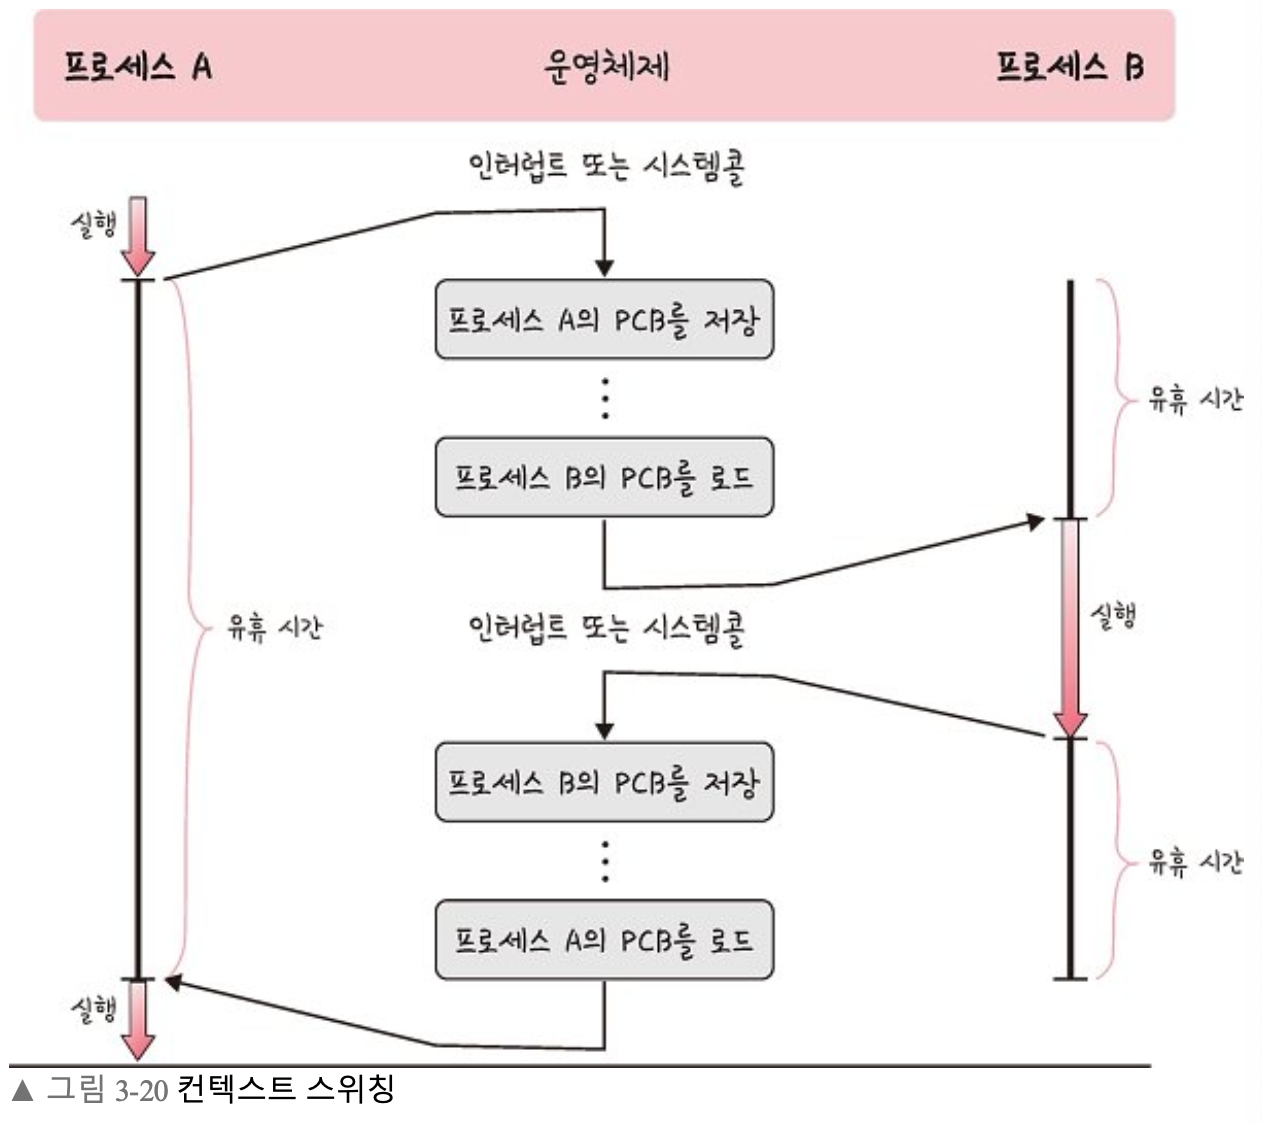 프로세스 A 운영체제 프로세스 B
인터럽트 또는 시스템콜
실행
프로세스 A의 PCB를 저장
유휴 시간
프로세스 B의 PCB를 로드
실행
유휴 시간
인터럽트 또는 시스템콜
프로세스 B의 PCB를 저장
유휴 시간
프로세스 A의 PCB를 로드
실행
▲ 그림 3-20 컨텍스트 스위칭